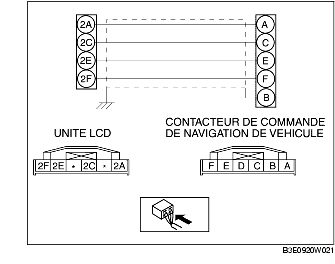 2A A
2C C
2E E
2F F
B
CONTACTEUR DE COMMANDE
UNITE LCD DE NAVIGATION DE VEHICULE
2F 2E * 2C * 2A F E D C B A
B3E0920W021